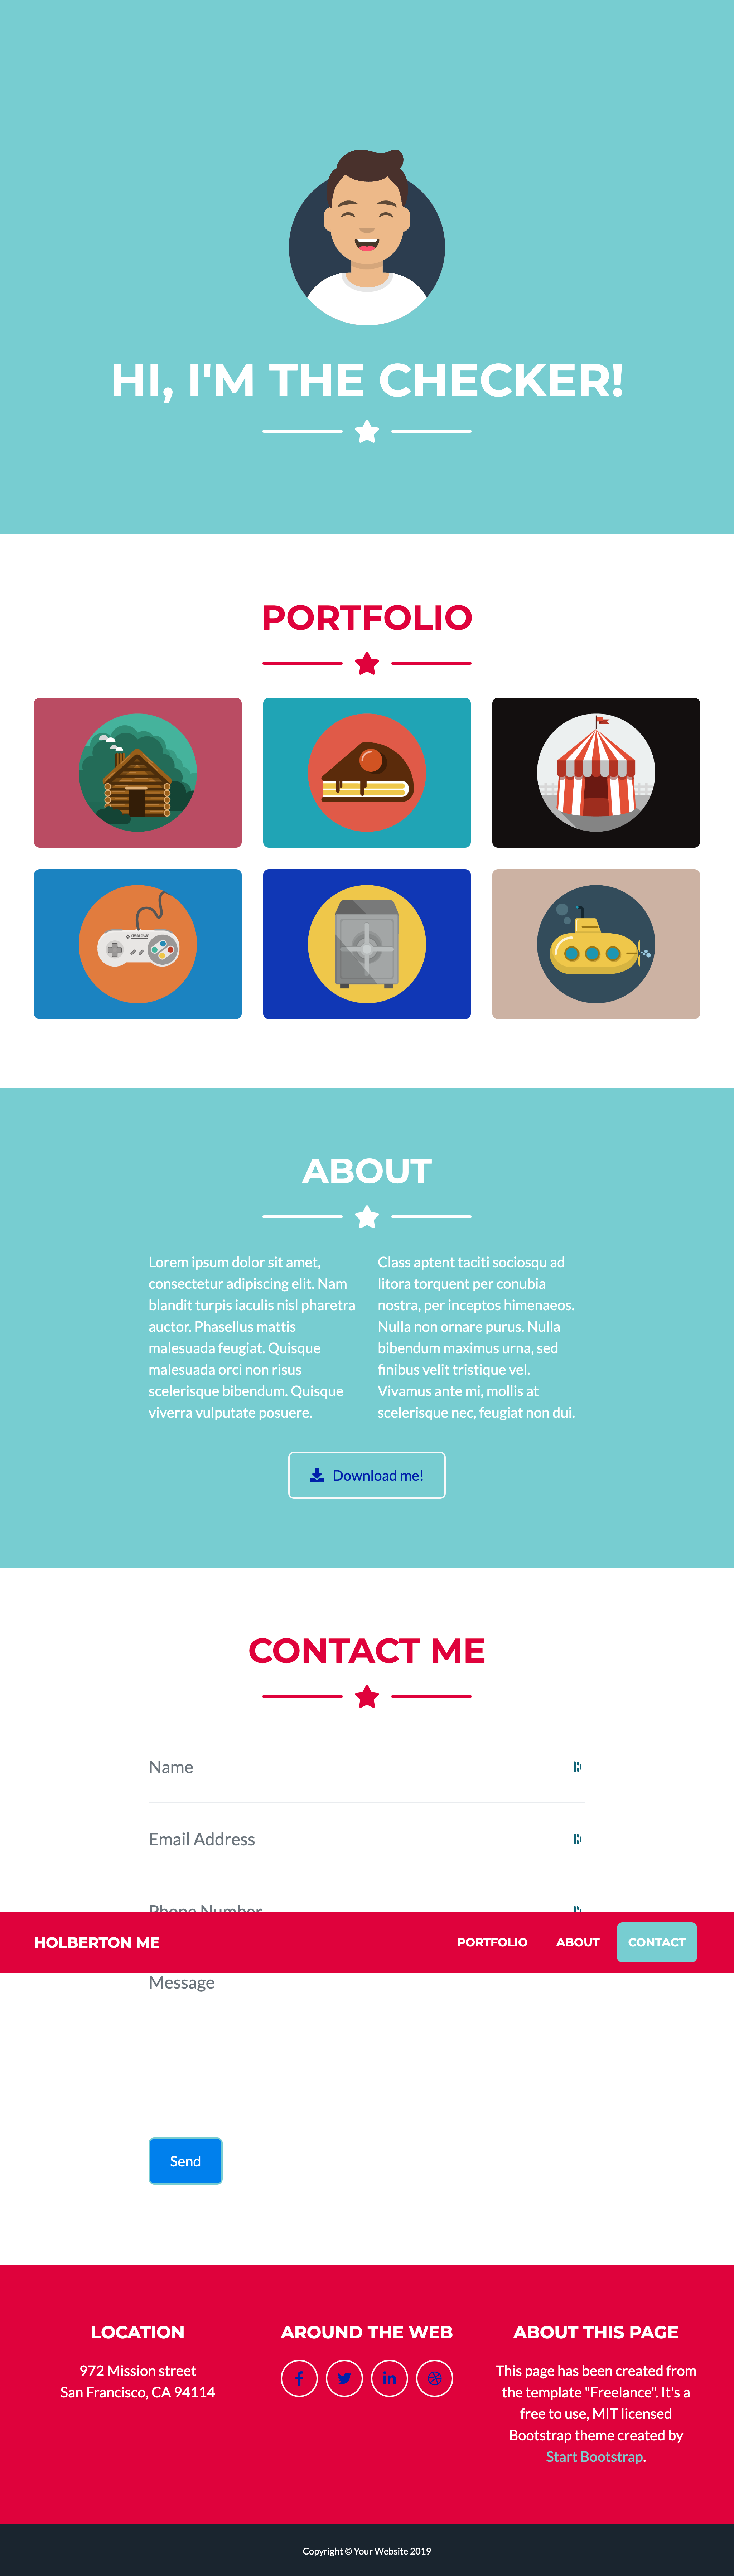 HI, I'M THE CHECKER!
PORTFOLIO
SUPER GAME
ABOUT
Lorem ipsum dolor sit amet,
consectetur adipiscing elit. Nam
blandit turpis iaculis nisl pharetra
auctor. Phasellus mattis
malesuada feugiat. Quisque
malesuada orci non risus
scelerisque bibendum. Quisque
viverra vulputate posuere.
Class aptent taciti sociosqu ad
litora torquent per conubia
nostra, per inceptos himenaeos.
Nulla non ornare purus. Nulla
bibendum maximus urna, sed
finibus velit tristique vel.
Vivamus ante mi, mollis at
scelerisque nec, feugiat non dui.
Download me!
CONTACT ME
Name
Email Address
Phone Number
HOLBERTON ME
PORTFOLIO
ABOUT
CONTACT
Message
Send
LOCATION
972 Mission street
San Francisco, CA 94114
AROUND THE WEB
ABOUT THIS PAGE
This page has been created from
the template "Freelance". It's a
free to use, MIT licensed
Bootstrap theme created by
Start Bootstrap.
Copyright © Your Website 2019